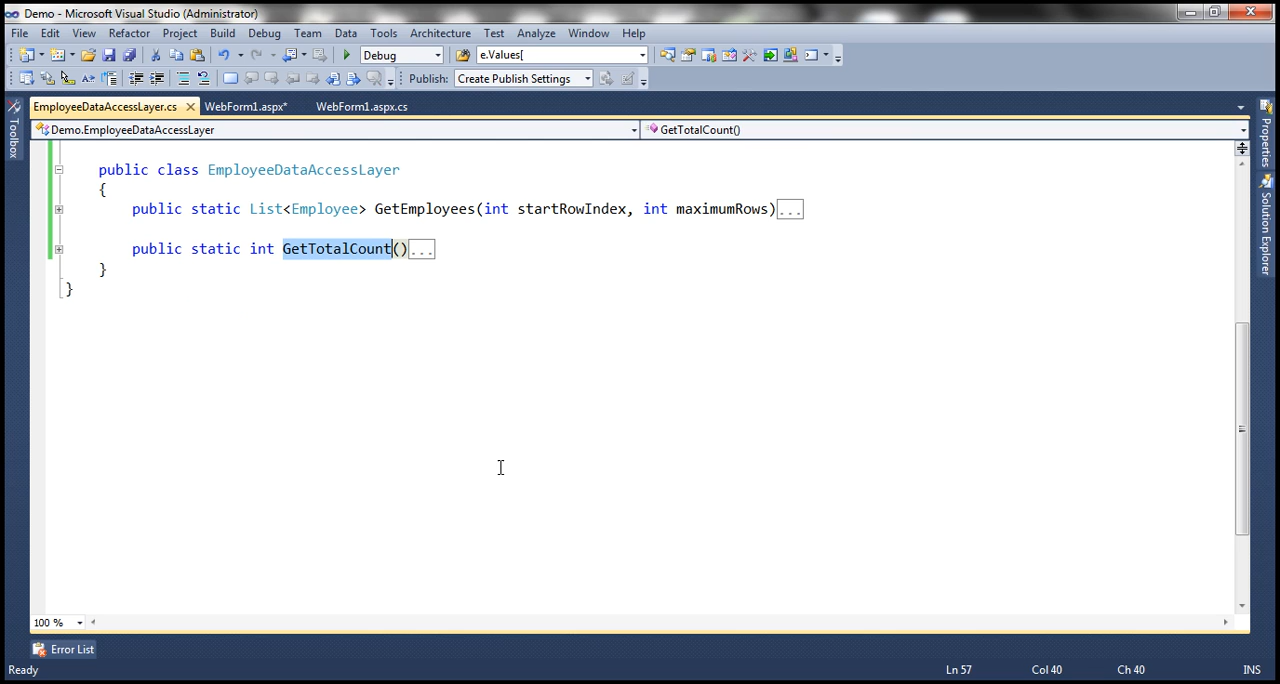 Demo - Microsoft Visual Studio (Administrator)
File Edit View Refactor Project Build Debug Team Data Tools Architecture Test Analyze Window Help
Debug e.Values[
Publish: Create Publish Settings
EmployeeDataAccessLayer.cs WebForm1.aspx* WebForm1.aspx.cs
Demo.EmployeeDataAccessLayer GetTotalCount()
Toolbox
Properties
Solution Explorer
public class EmployeeDataAccessLayer
{
public static List<Employee> GetEmployees(int startRowIndex, int maximumRows)...
public static int GetTotalCount()...
}
}
100 %
Error List
Ready Ln 57 Col 40 Ch 40 INS